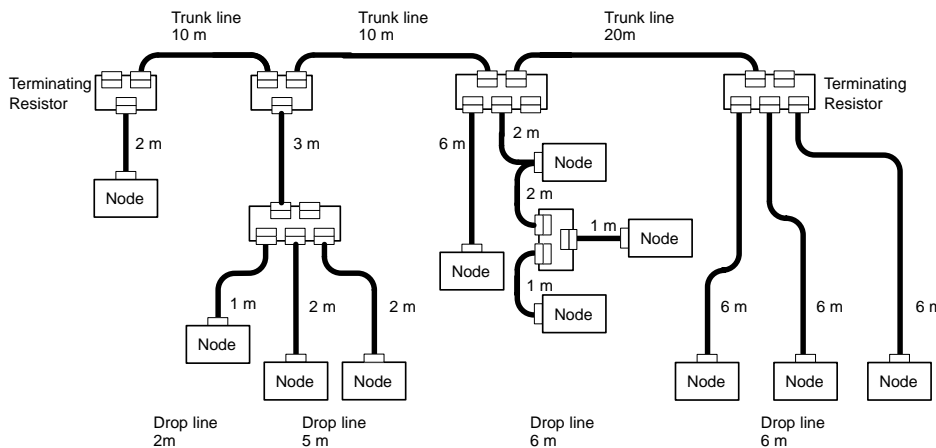 Trunk line
10 m
Trunk line
10 m
Trunk line
20m
Terminating
Resistor
Terminating
Resistor
2 m
3 m
6 m
2 m
Node
Node
2 m
1 m
Node
Node
1 m
Node
1 m
2 m
2 m
6 m
6 m
6 m
Node
Node
Node
Node
Node
Node
Drop line
2m
Drop line
5 m
Drop line
6 m
Drop line
6 m